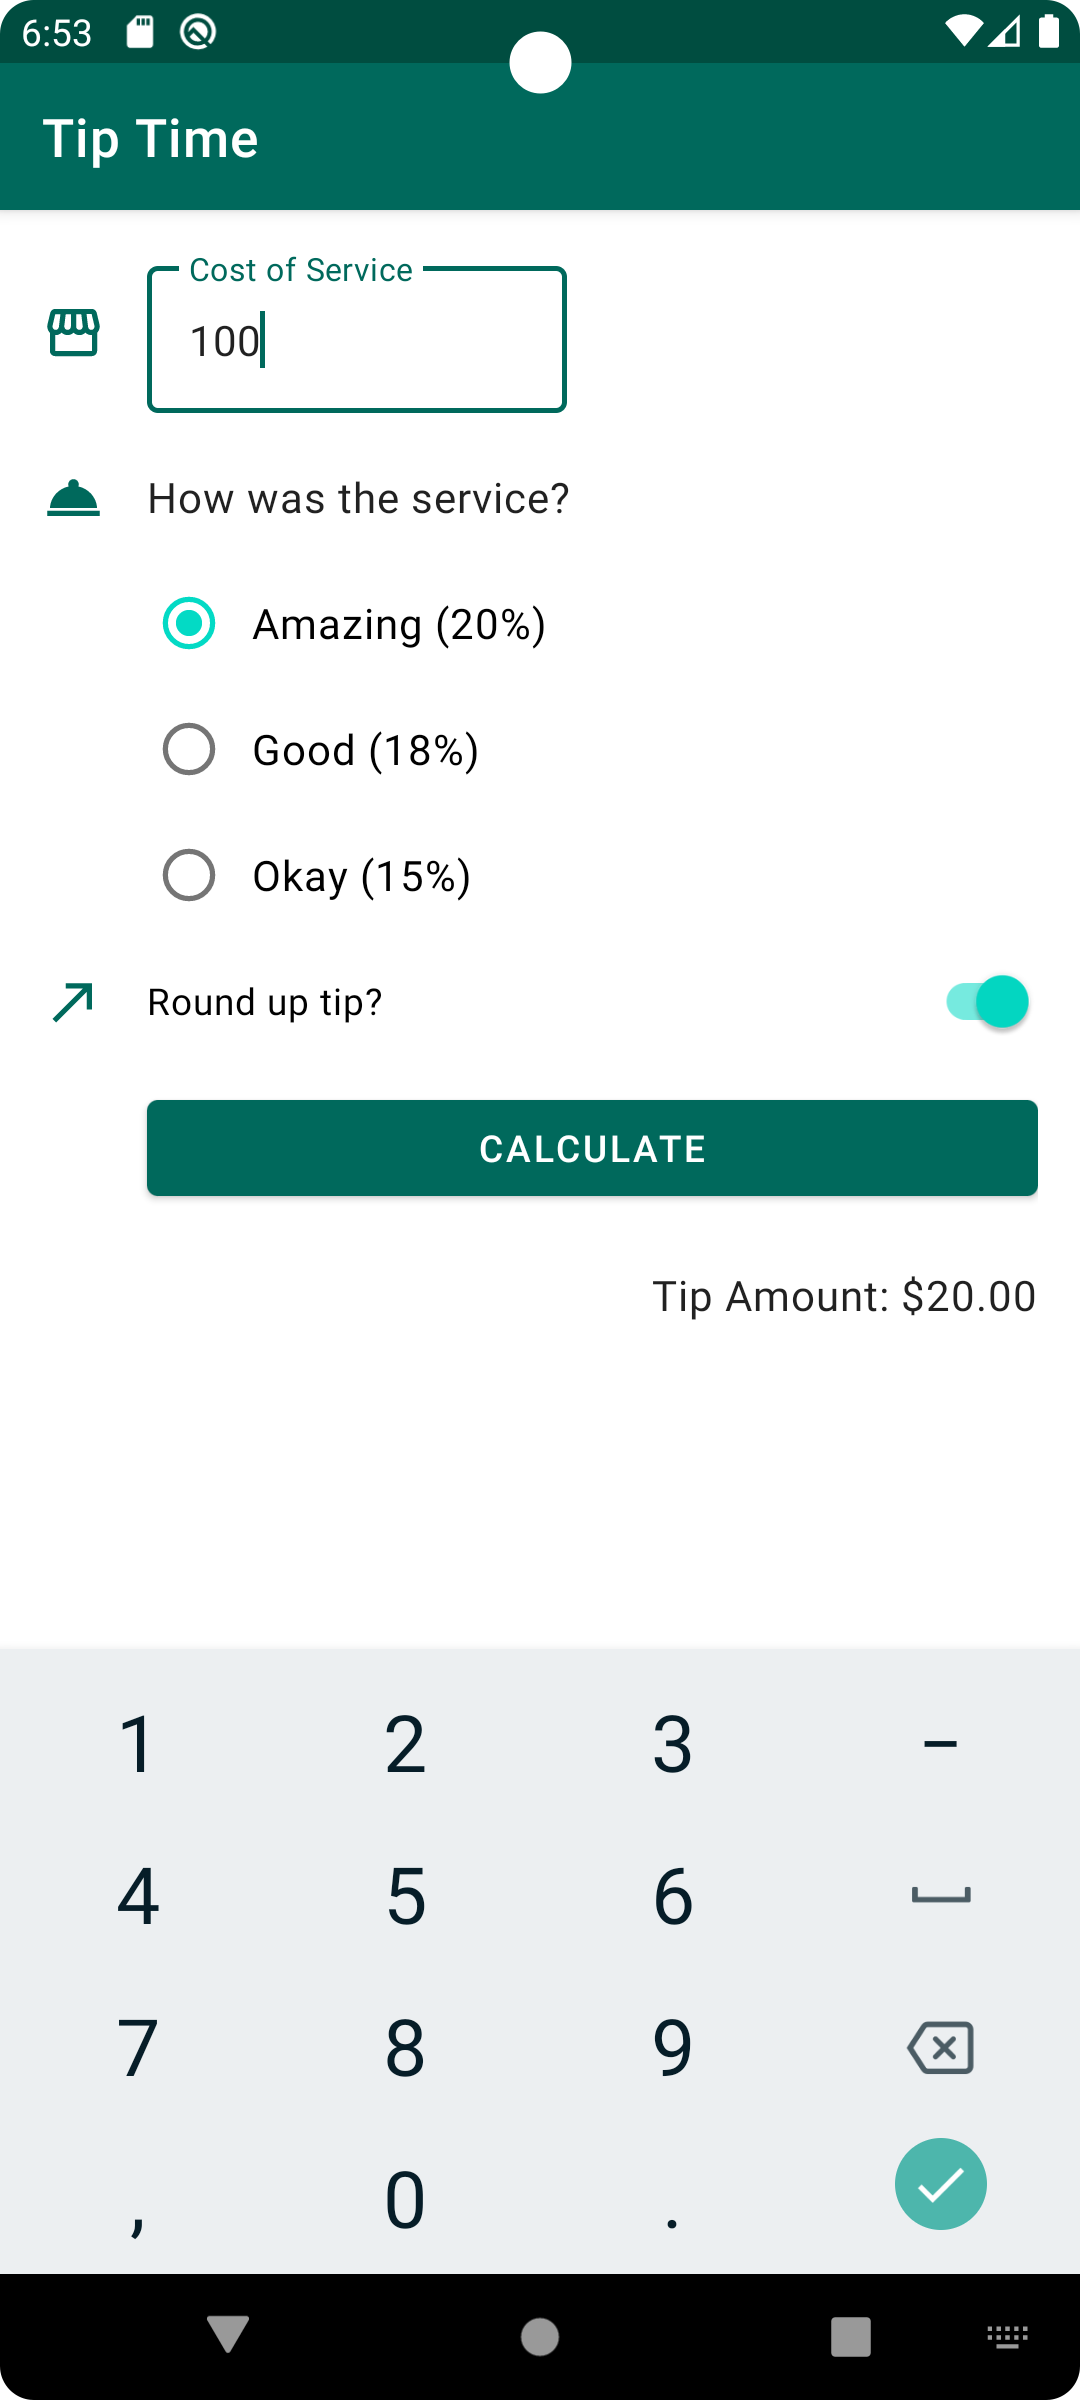 6:53
Tip Time
Cost of Service
100
How was the service?
Amazing (20%)
Good (18%)
Okay (15%)
Round up tip?
CALCULATE
Tip Amount: $20.00
1 2 3 –
4 5 6
7 8 9
, 0 .